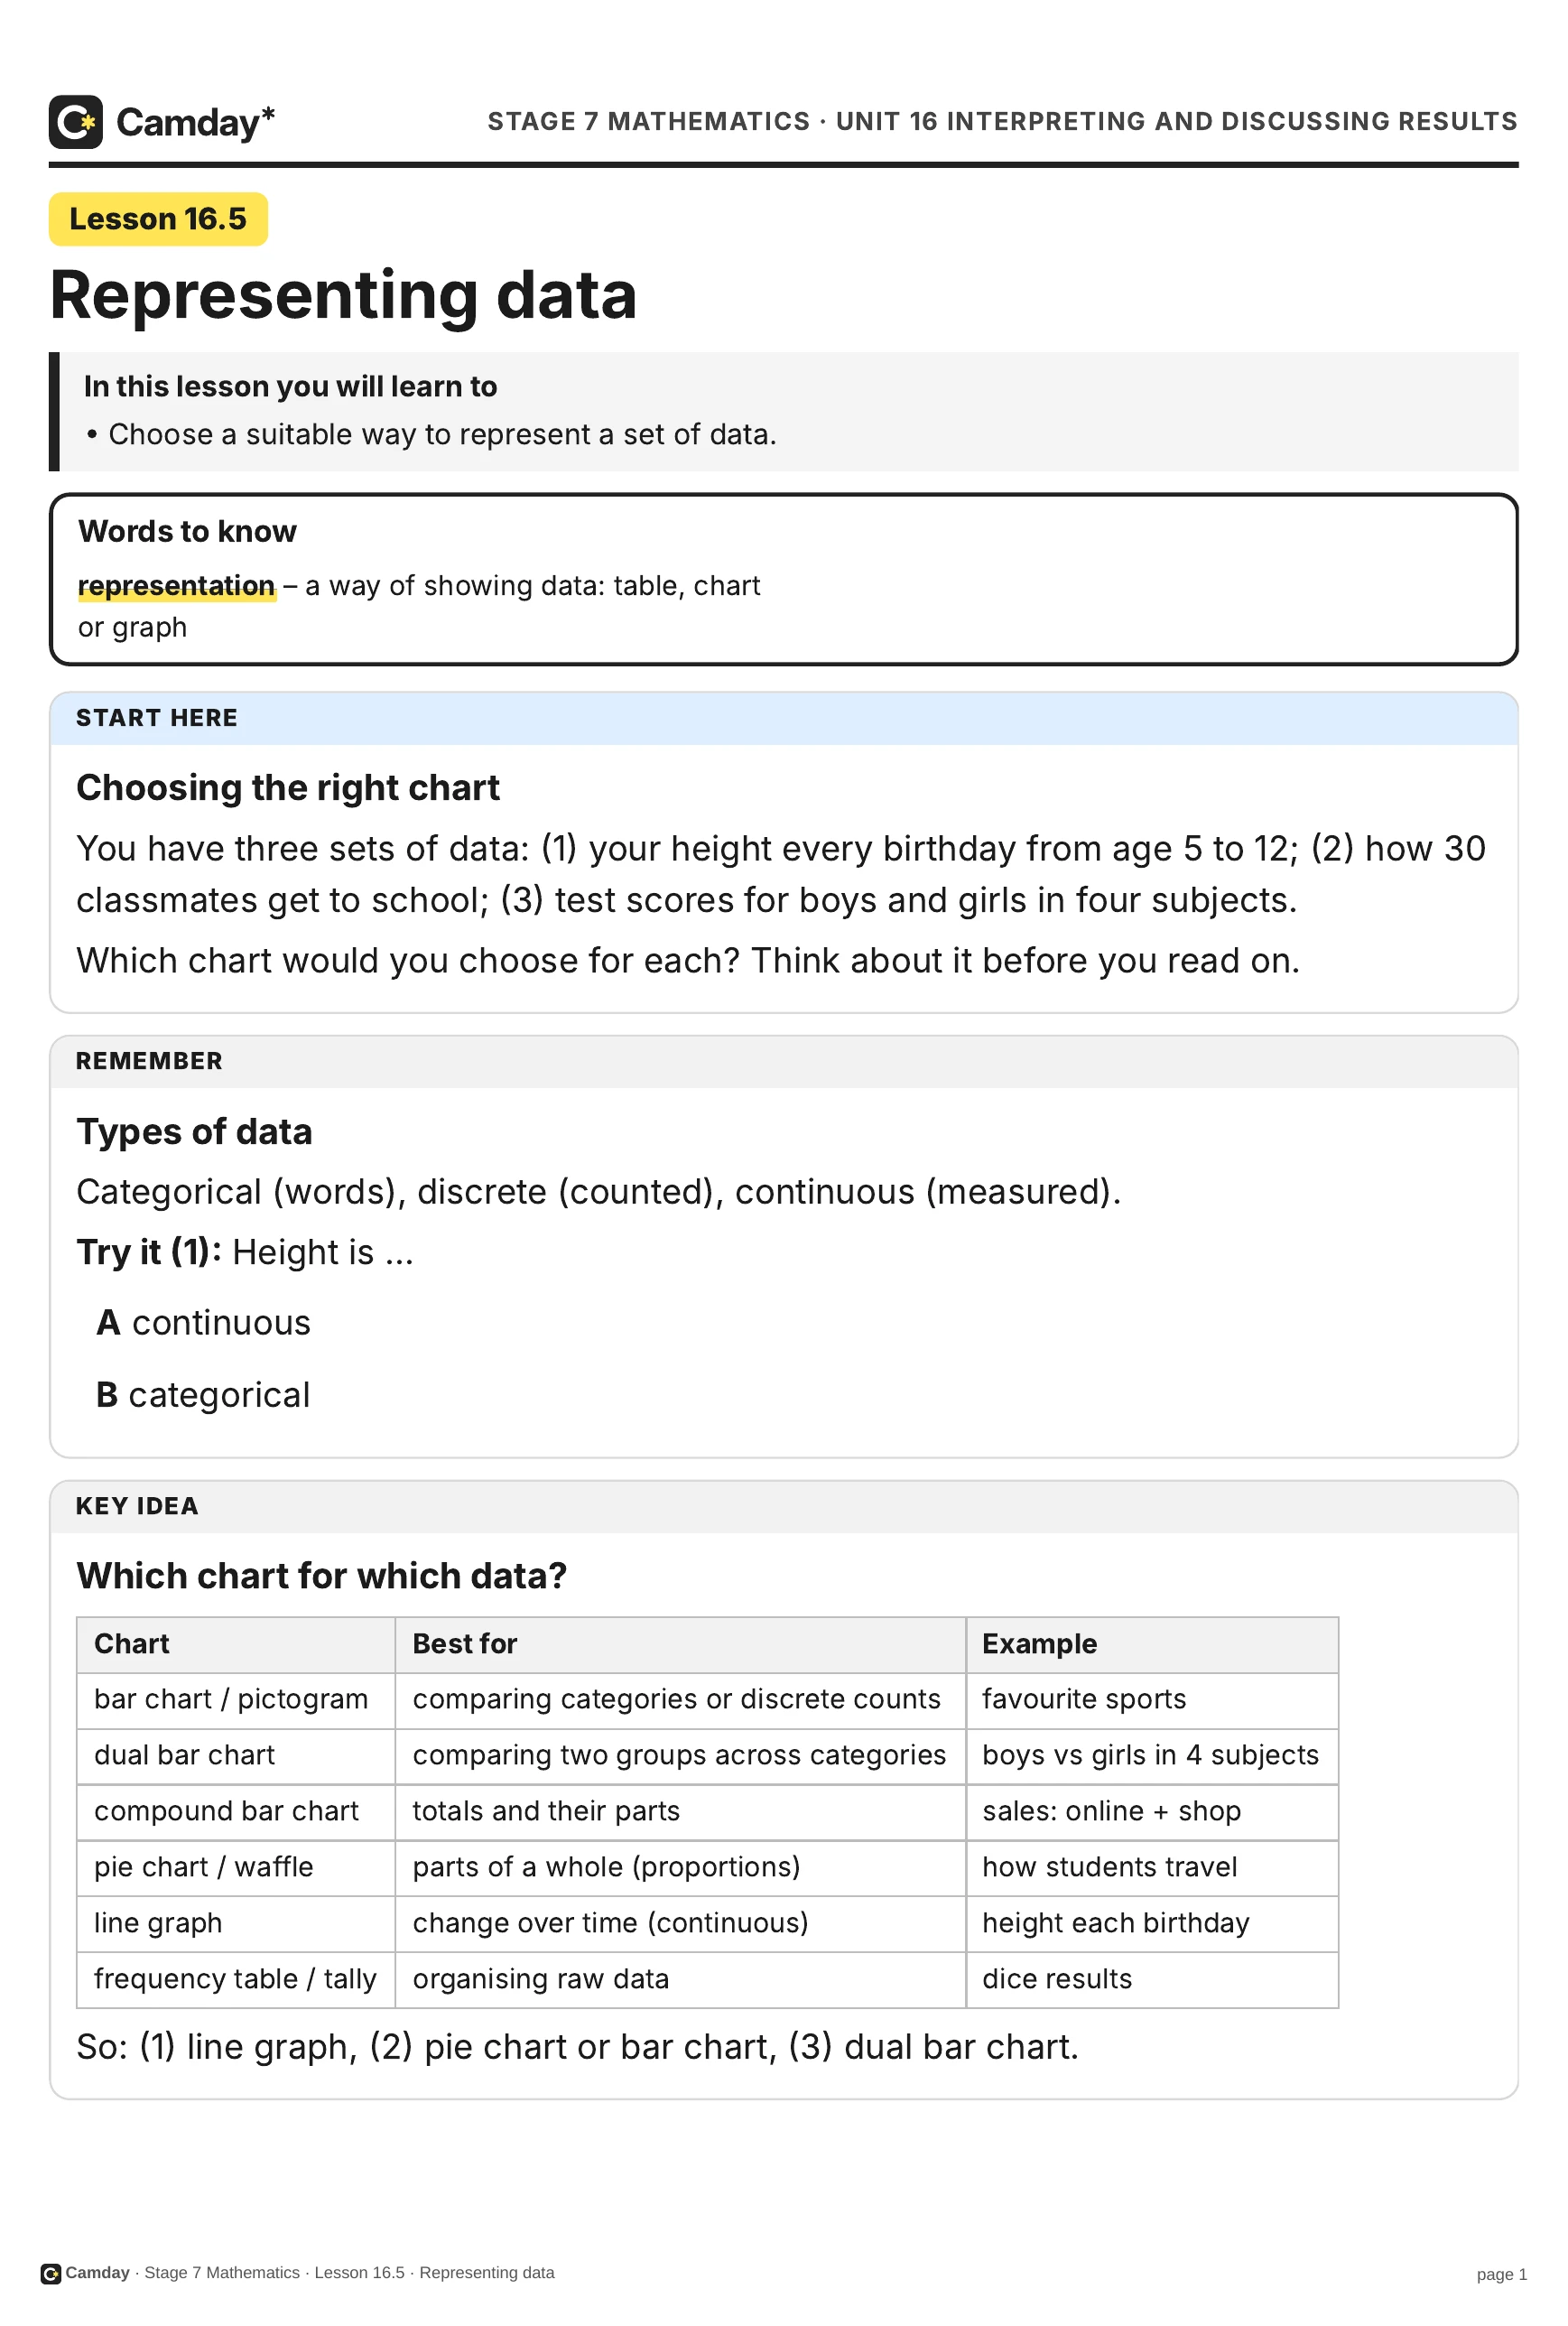 Camday*
STAGE 7 MATHEMATICS · UNIT 16 INTERPRETING AND DISCUSSING RESULTS
Lesson 16.5
Representing data
In this lesson you will learn to
• Choose a suitable way to represent a set of data.
Words to know
representation – a way of showing data: table, chart
or graph
START HERE
Choosing the right chart
You have three sets of data: (1) your height every birthday from age 5 to 12; (2) how 30
classmates get to school; (3) test scores for boys and girls in four subjects.
Which chart would you choose for each? Think about it before you read on.
REMEMBER
Types of data
Categorical (words), discrete (counted), continuous (measured).
Try it (1): Height is ...
A continuous
B categorical
KEY IDEA
Which chart for which data?
Chart Best for Example
bar chart / pictogram comparing categories or discrete counts favourite sports
dual bar chart comparing two groups across categories boys vs girls in 4 subjects
compound bar chart totals and their parts sales: online + shop
pie chart / waffle parts of a whole (proportions) how students travel
line graph change over time (continuous) height each birthday
frequency table / tally organising raw data dice results
So: (1) line graph, (2) pie chart or bar chart, (3) dual bar chart.
Camday · Stage 7 Mathematics · Lesson 16.5 · Representing data
page 1